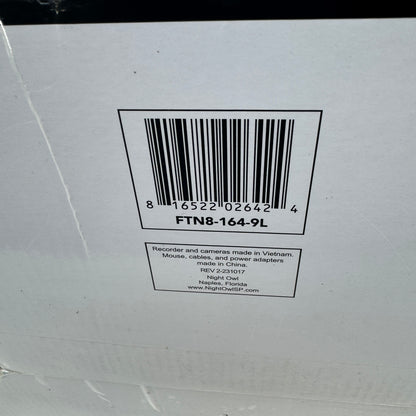 8 16522 02642 4
FTN8-164-9L
Recorder and cameras made in Vietnam.
Mouse, cables, and power adapters
made in China.
REV 2-231017
Night Owl
Naples, Florida
www.NightOwlSP.com